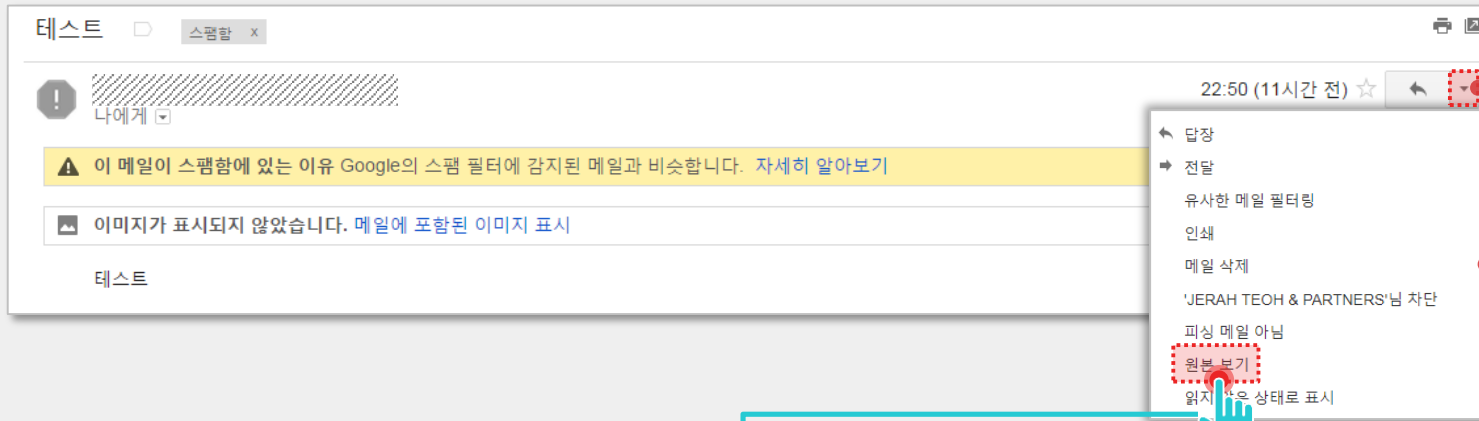 테스트
스팸함 x
22:50 (11시간 전)
나에게
이 메일이 스팸함에 있는 이유 Google의 스팸 필터에 감지된 메일과 비슷합니다. 자세히 알아보기
이미지가 표시되지 않았습니다. 메일에 포함된 이미지 표시
테스트
답장
전달
유사한 메일 필터링
인쇄
메일 삭제
'JERAH TEOH & PARTNERS'님 차단
피싱 메일 아님
원본 보기
상태로 표시